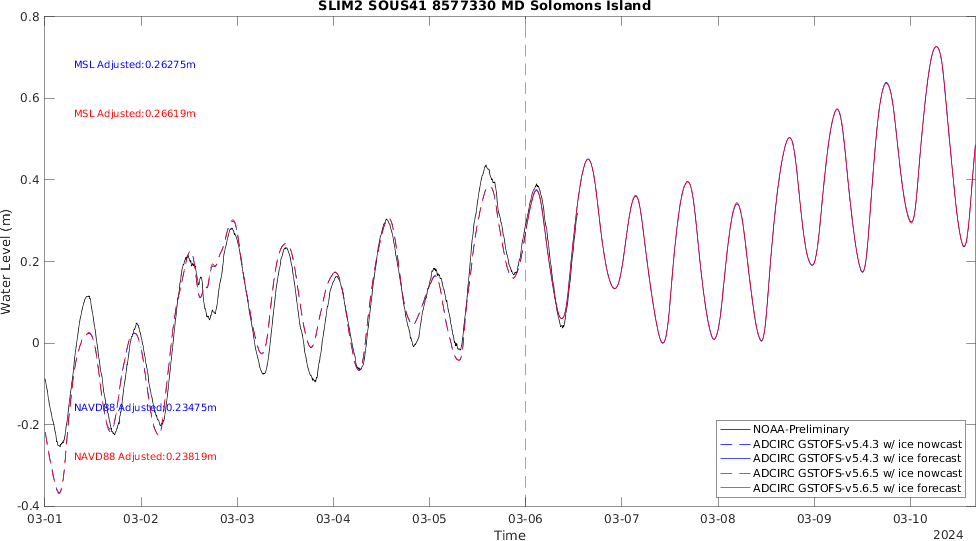 SLIM2 SOUS41 8577330 MD Solomons Island
0.8
MSL Adjusted:0.26275m
0.6
MSL Adjusted:0.26619m
0.4
0.2
0
-0.2
-0.4
Water Level (m)
NAVD88 Adjusted:0.23475m
NAVD88 Adjusted:0.23819m
NOAA-Preliminary
ADCIRC GSTOFS-v5.4.3 w/ ice nowcast
ADCIRC GSTOFS-v5.4.3 w/ ice forecast
ADCIRC GSTOFS-v5.6.5 w/ ice nowcast
ADCIRC GSTOFS-v5.6.5 w/ ice forecast
03-01 03-02 03-03 03-04 03-05 03-06 03-07 03-08 03-09 03-10
Time
2024